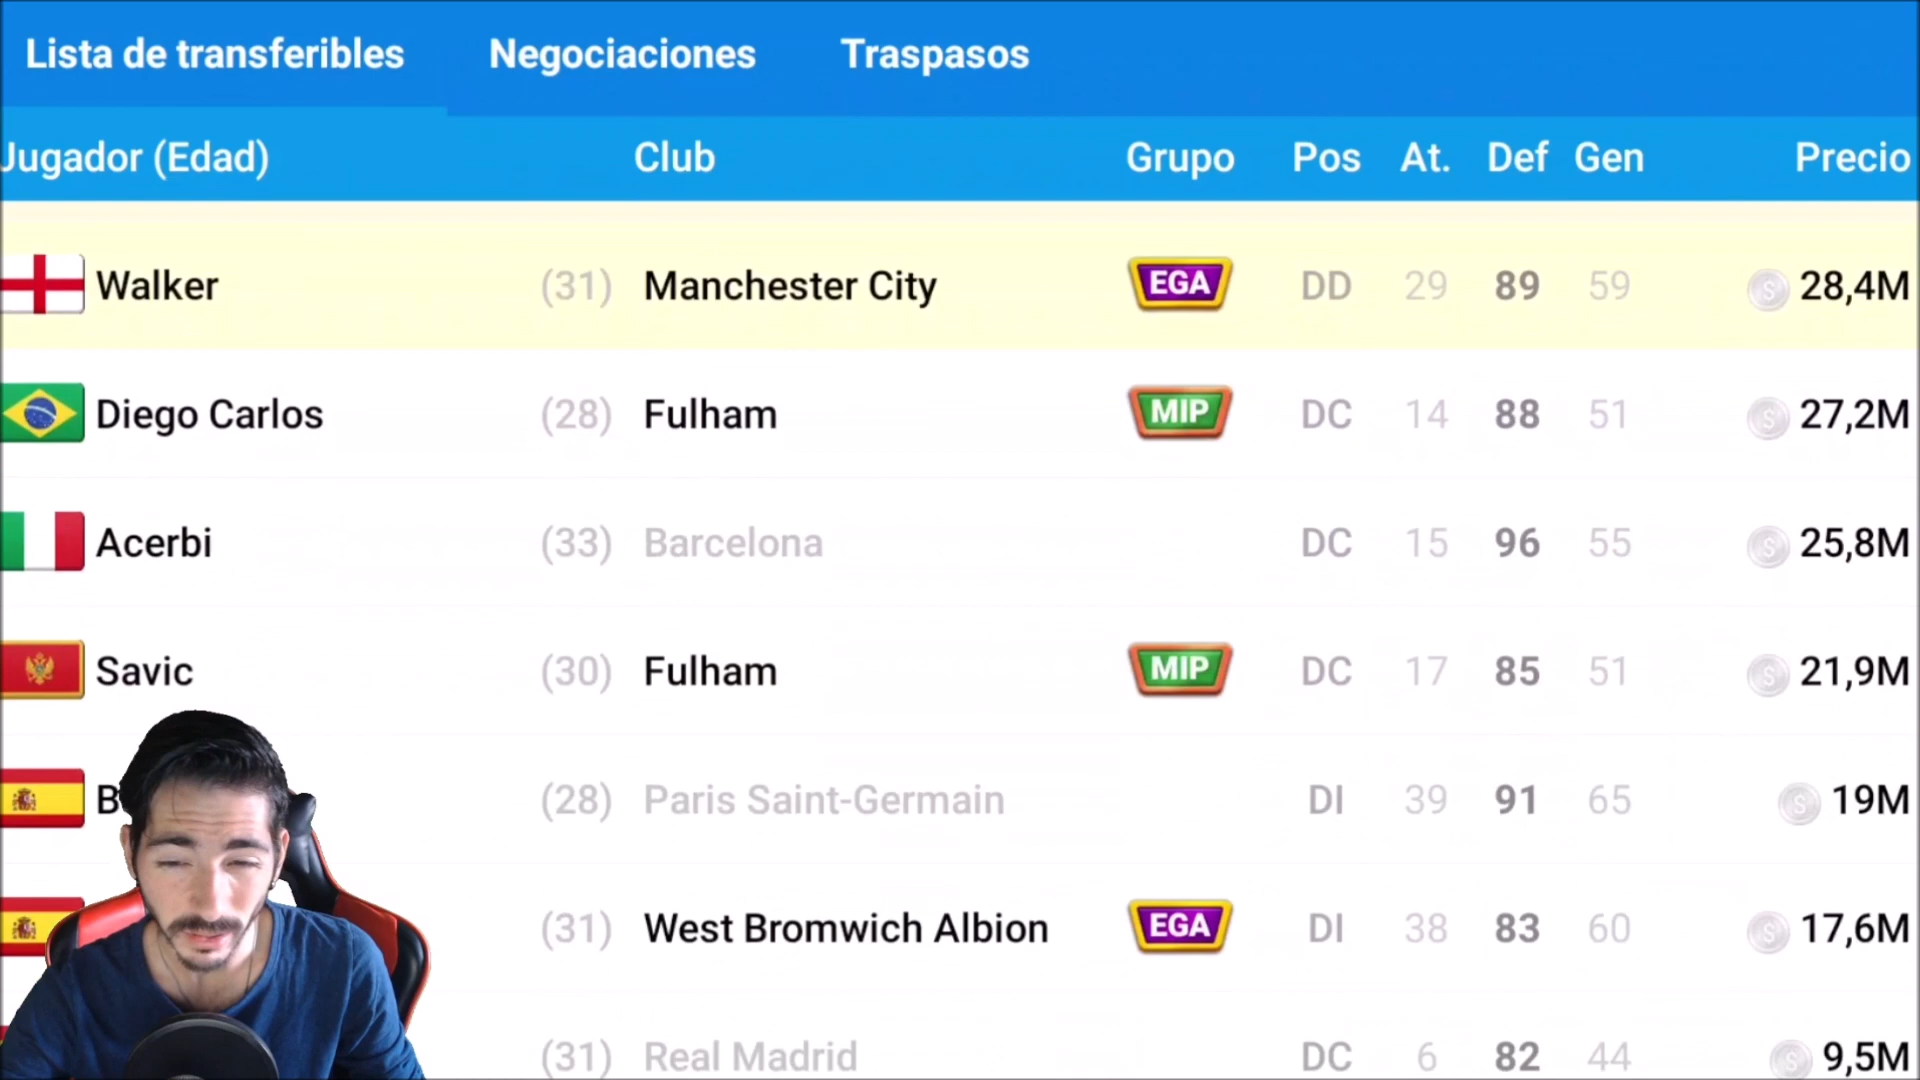 Lista de transferibles Negociaciones Traspasos
Jugador (Edad) Club Grupo Pos At. Def Gen Precio
Walker (31) Manchester City EGA DD 29 89 59 28,4M
Diego Carlos (28) Fulham MIP DC 14 88 51 27,2M
Acerbi (33) Barcelona DC 15 96 55 25,8M
Savic (30) Fulham MIP DC 17 85 51 21,9M
(28) Paris Saint-Germain DI 39 91 65 19M
(31) West Bromwich Albion EGA DI 38 83 60 17,6M
(31) Real Madrid DC 6 82 44 9,5M